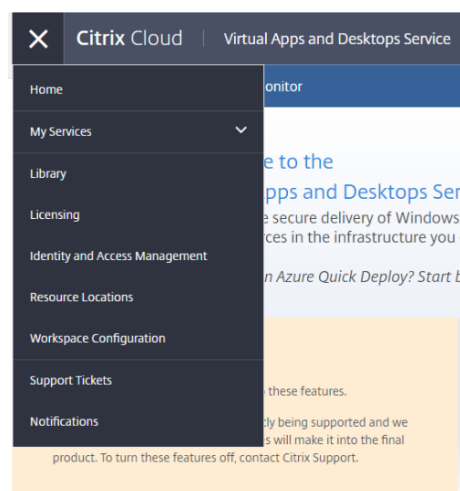 Citrix Cloud | Virtual Apps and Desktops Service
Home
onitor
My Services
e to the
Library
pps and Desktops Ser
Licensing
e secure delivery of Windows
rces in the infrastructure you
Identity and Access Management
n Azure Quick Deploy? Start b
Resource Locations
Workspace Configuration
Support Tickets
these features.
Notifications
tly being supported and we
s will make it into the final
product. To turn these features off, contact Citrix Support.